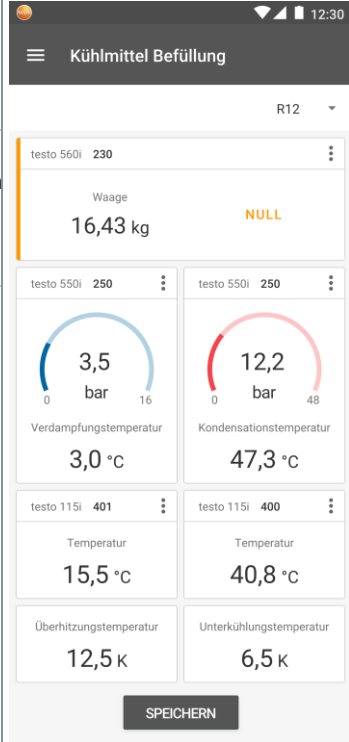 12:30
Kühlmittel Befüllung
R12
testo 560i 230
Waage
16,43 kg
NULL
testo 550i 250
3,5
bar
0 16
Verdampfungstemperatur
3,0 °C
testo 550i 250
12,2
bar
0 48
Kondensationstemperatur
47,3 °C
testo 115i 401
Temperatur
15,5 °C
testo 115i 400
Temperatur
40,8 °C
Überhitzungstemperatur
12,5 K
Unterkühlungstemperatur
6,5 K
SPEICHERN